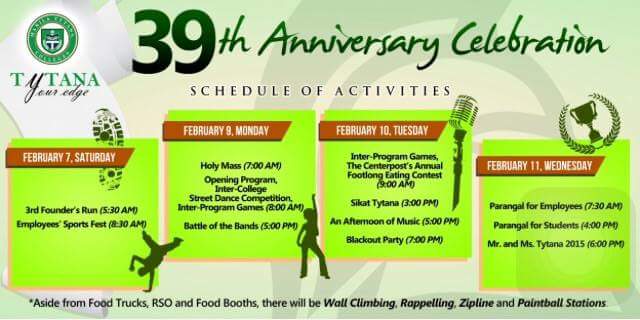 MANILA TYTANA
COLLEGES
TYTANA
your edge
39th Anniversary Celebration
SCHEDULE OF ACTIVITIES
FEBRUARY 7, SATURDAY
3rd Founder's Run (5:30 AM)
Employees' Sports Fest (8:30 AM)
FEBRUARY 9, MONDAY
Holy Mass (7:00 AM)
Opening Program,
Inter-College
Street Dance Competition,
Inter-Program Games (8:00 AM)
Battle of the Bands (5:00 PM)
FEBRUARY 10, TUESDAY
Inter-Program Games,
The Centerpost's Annual
Footlong Eating Contest
(9:00 AM)
Sikat Tytana (3:00 PM)
An Afternoon of Music (5:00 PM)
Blackout Party (7:00 PM)
FEBRUARY 11, WEDNESDAY
Parangal for Employees (7:30 AM)
Parangal for Students (4:00 PM)
Mr. and Ms. Tytana 2015 (6:00 PM)
*Aside from Food Trucks, RSO and Food Booths, there will be Wall Climbing, Rappelling, Zipline and Paintball Stations.